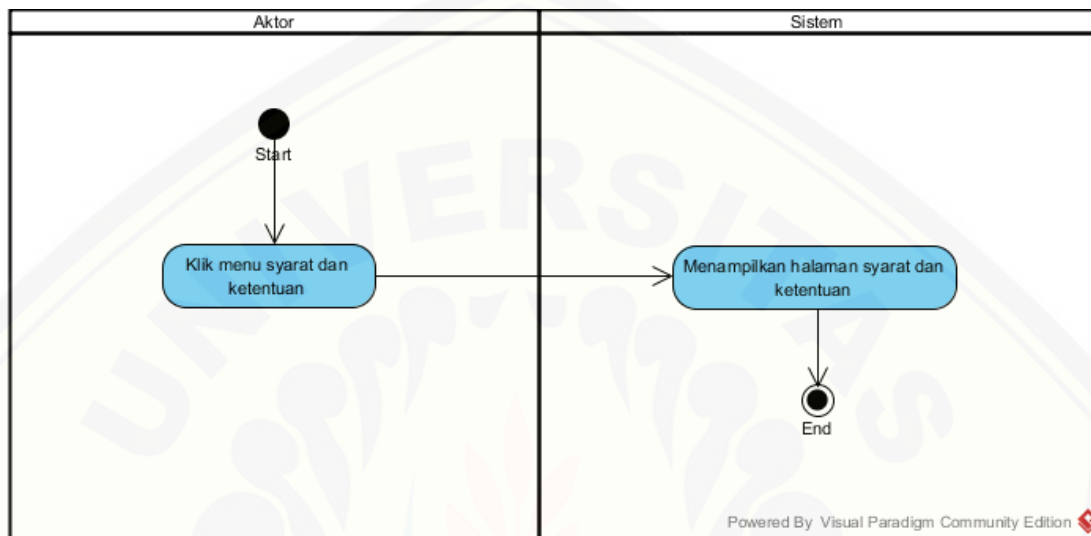 Aktor
Sistem
Start
Klik menu syarat dan
ketentuan
Menampilkan halaman syarat dan
ketentuan
End
UNIVERSITAS
Powered By Visual Paradigm Community Edition